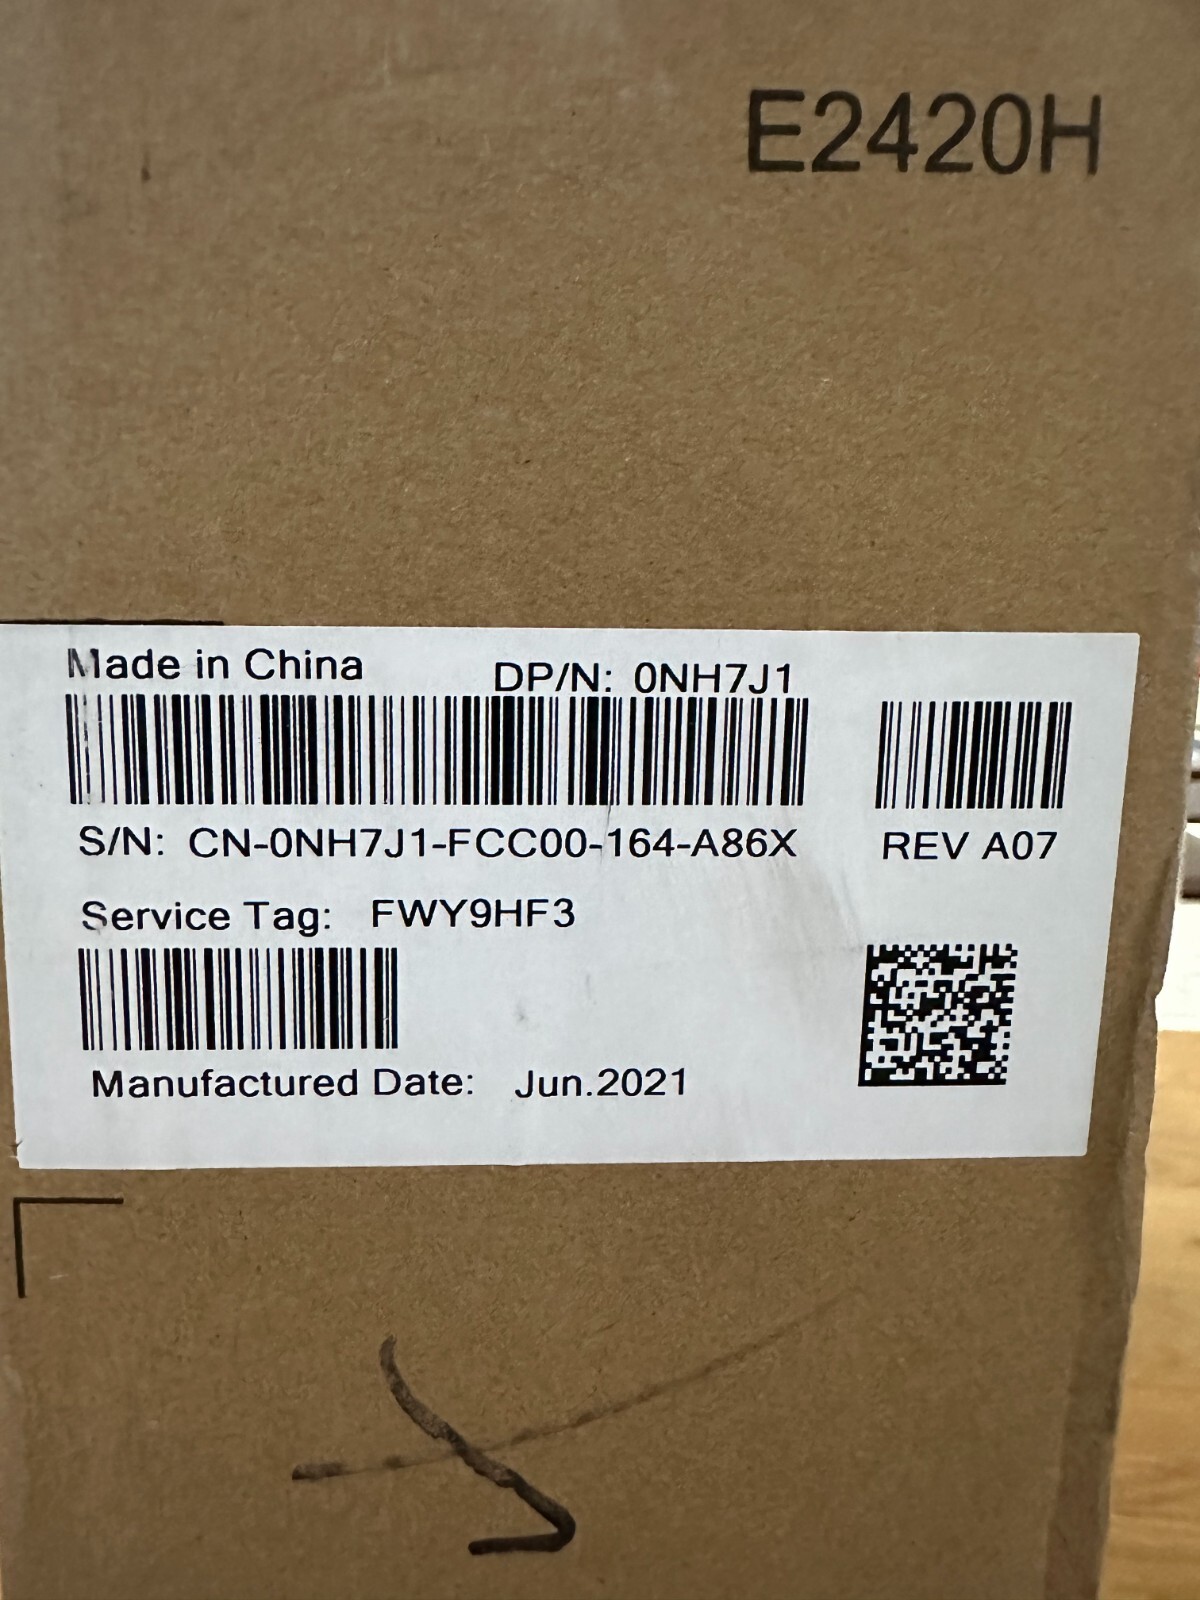 E2420H
Made in China
DP/N: 0NH7J1
S/N: CN-0NH7J1-FCC00-164-A86X
REV A07
Service Tag: FWY9HF3
Manufactured Date: Jun.2021